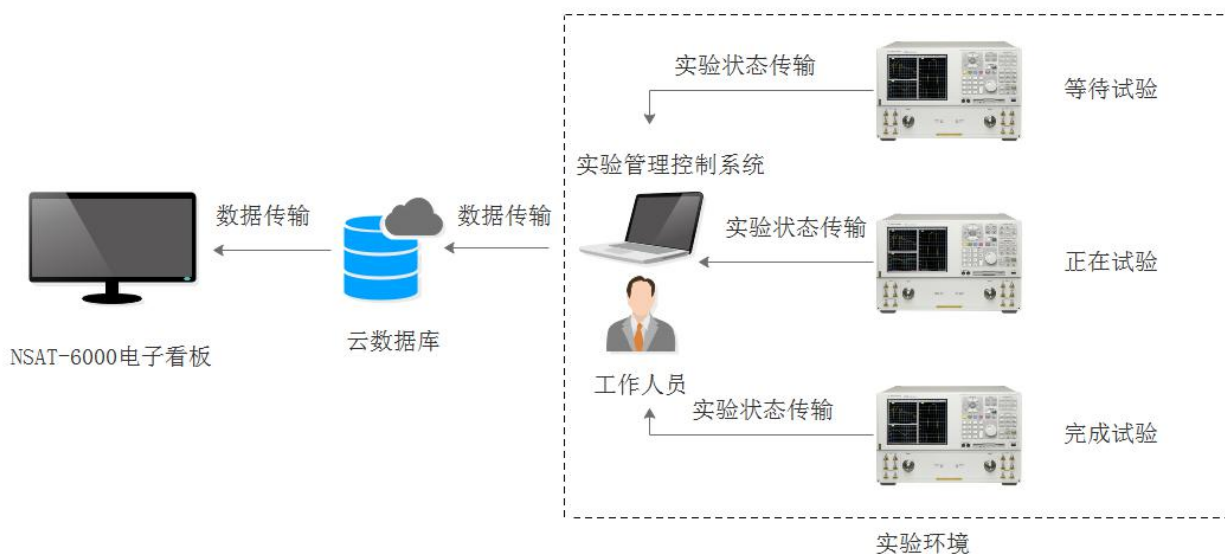 实验状态传输
等待试验
实验管理控制系统
数据传输
数据传输
实验状态传输
正在试验
NSAT-6000电子看板
云数据库
工作人员
实验状态传输
完成试验
实验环境